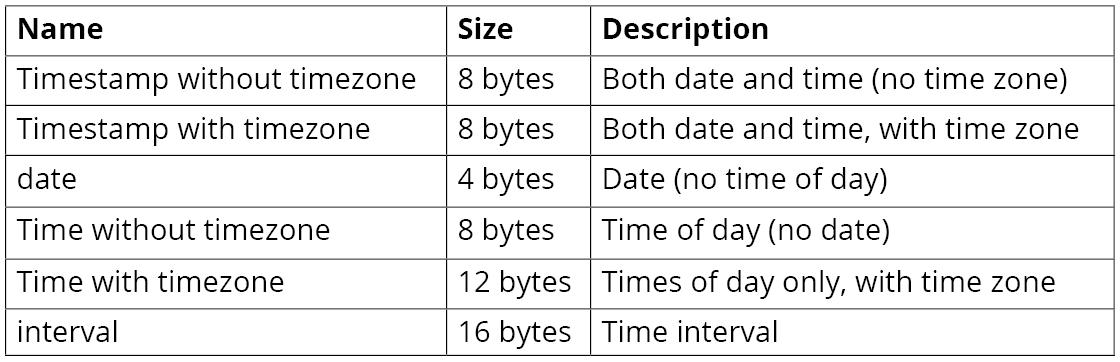 Name Size Description
Timestamp without timezone 8 bytes Both date and time (no time zone)
Timestamp with timezone 8 bytes Both date and time, with time zone
date 4 bytes Date (no time of day)
Time without timezone 8 bytes Time of day (no date)
Time with timezone 12 bytes Times of day only, with time zone
interval 16 bytes Time interval